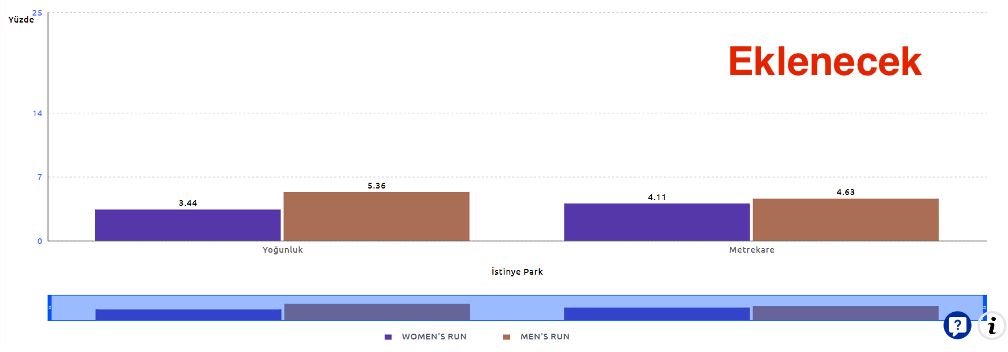 25
Yüzde
Eklenecek
14
7
5.36
3.44
4.11
4.63
0
Yoğunluk
Metrekare
İstinye Park
WOMEN'S RUN
MEN'S RUN
?
i